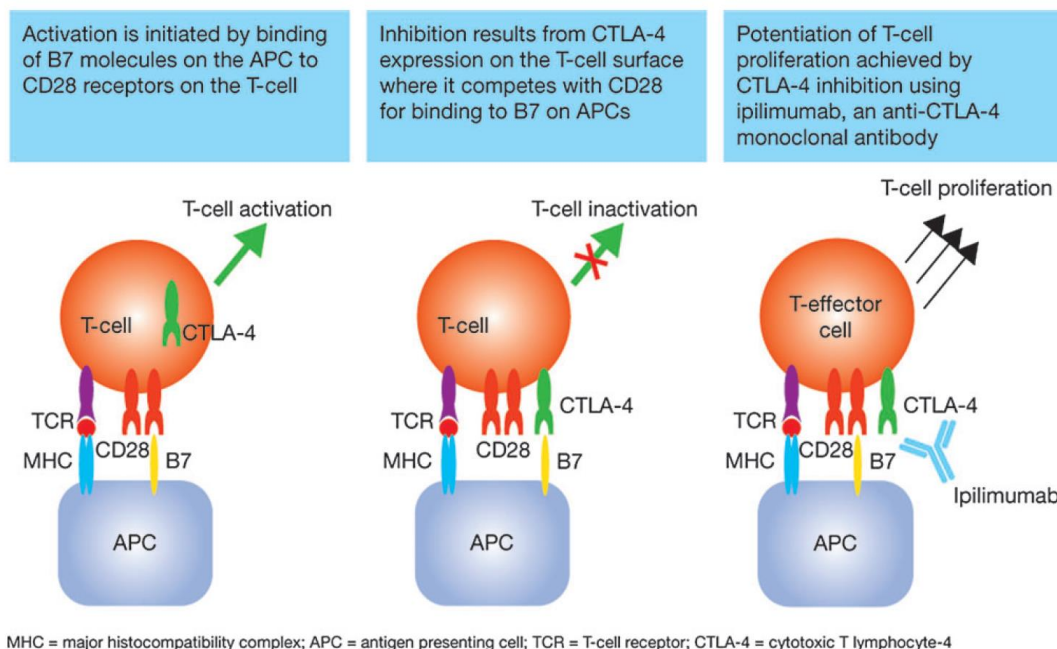 Activation is initiated by binding
of B7 molecules on the APC to
CD28 receptors on the T-cell
Inhibition results from CTLA-4
expression on the T-cell surface
where it competes with CD28
for binding to B7 on APCs
Potentiation of T-cell
proliferation achieved by
CTLA-4 inhibition using
ipilimumab, an anti-CTLA-4
monoclonal antibody
T-cell activation
T-cell
CTLA-4
TCR
CD28
MHC
B7
APC
T-cell inactivation
T-cell
CTLA-4
TCR
CD28
MHC
B7
APC
T-cell proliferation
T-effector
cell
CTLA-4
TCR
CD28
MHC
B7
Ipilimumab
APC
MHC = major histocompatibility complex; APC = antigen presenting cell; TCR = T-cell receptor; CTLA-4 = cytotoxic T lymphocyte-4